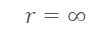 r = ∞